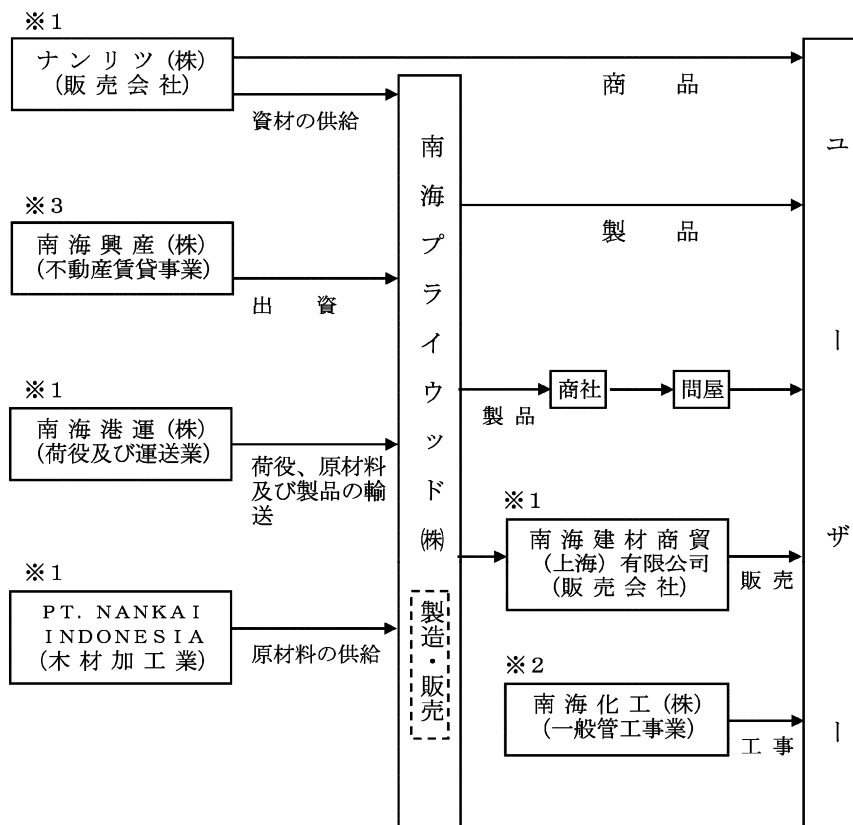 ※1
ナンリツ(株)
(販売会社)
商品
資材の供給
※3
南海興産(株)
(不動産賃貸事業)
出資
※1
南海港運(株)
(荷役及び運送業)
荷役、原材料
及び製品の輸
送
※1
PT. NANKAI
INDONESIA
(木材加工業)
原材料の供給
南海プライウッド㈱
製造・販売
製品
製品
商社
問屋
※1
南海建材商貿
(上海)有限公司
(販売会社)
販売
※2
南海化工(株)
(一般管工事業)
工事
ユーザー